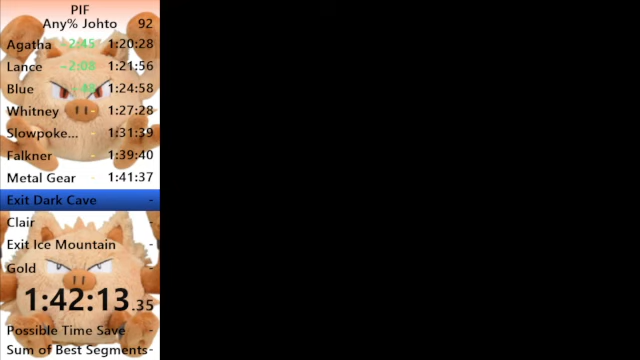 PIF
Any% Johto 92
Agatha -2:45 1:20:28
Lance -2:08 1:21:56
Blue 1:24:58
Whitney - 1:27:28
Slowpoke... - 1:31:39
Falkner - 1:39:40
Metal Gear - 1:41:37
Exit Dark Cave -
Clair -
Exit Ice Mountain -
Gold -
1:42:13.35
Possible Time Save -
Sum of Best Segments -